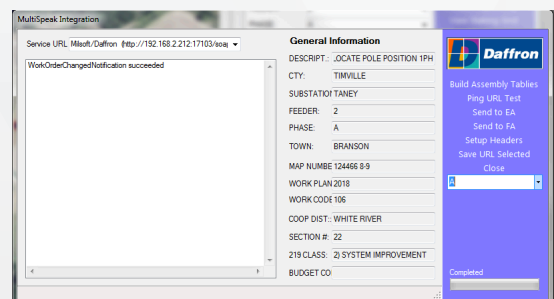 MultiSpeak Integration
Service URL Milsoft/Daffron (http://192.168.2.212:17103/soap
WorkOrderChangedNotification succeeded
General Information
DESCRIPT.: .OCATE POLE POSITION 1PH
CTY: TIMVILLE
SUBSTATION TANEY
FEEDER: 2
PHASE: A
TOWN: BRANSON
MAP NUMBE 124466 8-9
WORK PLAN 2018
WORK CODE 106
COOP DIST.: WHITE RIVER
SECTION #: 22
219 CLASS: 2) SYSTEM IMPROVEMENT
BUDGET CO
Daffron
Build Assembly Tablies
Ping URL Test
Send to EA
Send to FA
Setup Headers
Save URL Selected
Close
A
Completed